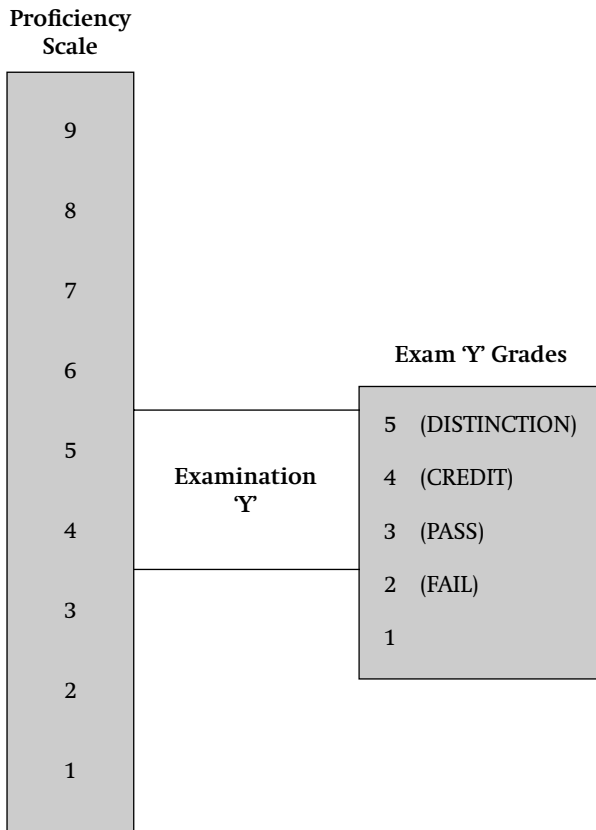 Proficiency
Scale
9
8
7
6
5
4
3
2
1
Examination
‘Y’
Exam ‘Y’ Grades
5 (DISTINCTION)
4 (CREDIT)
3 (PASS)
2 (FAIL)
1